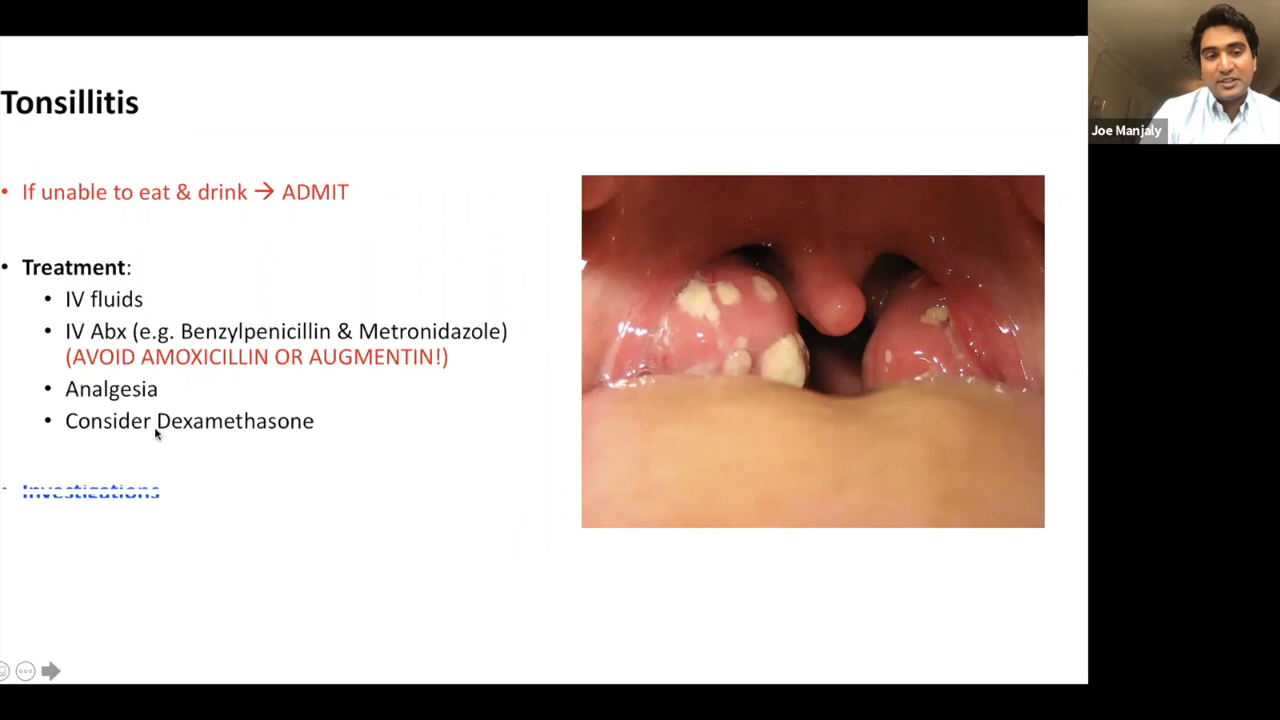 Tonsillitis
• If unable to eat & drink → ADMIT
• Treatment:
• IV fluids
• IV Abx (e.g. Benzylpenicillin & Metronidazole)
(AVOID AMOXICILLIN OR AUGMENTIN!)
• Analgesia
• Consider Dexamethasone
Investigations
Joe Manjaly